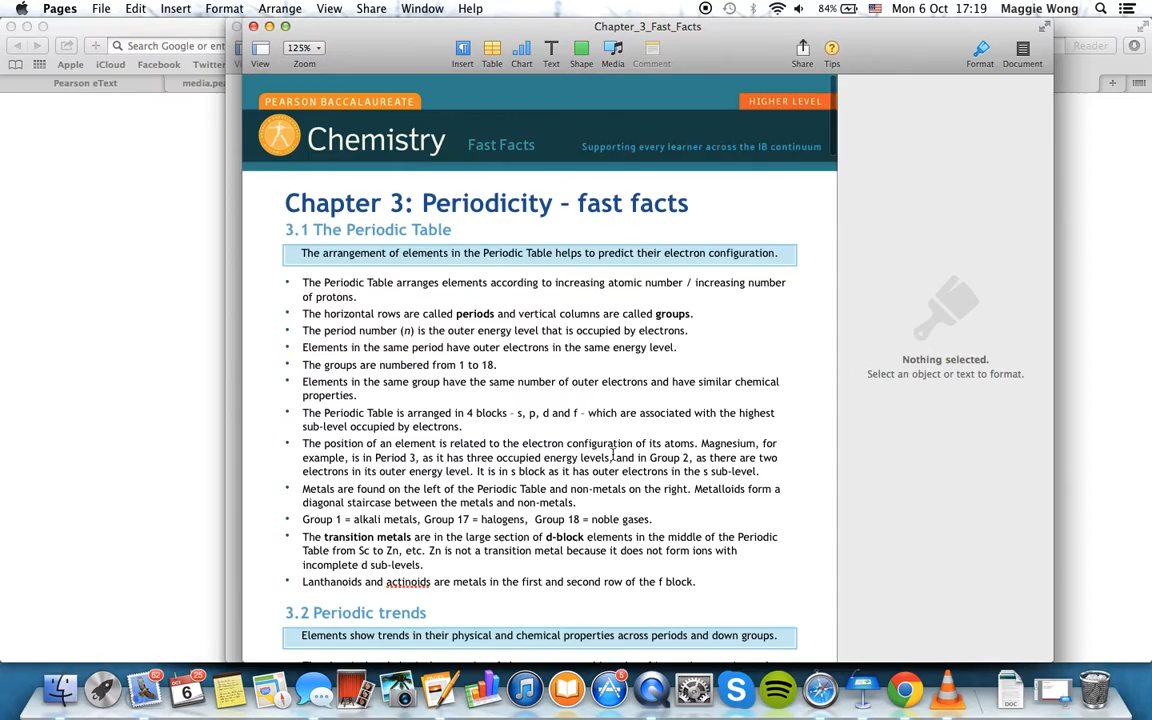 Pages File Edit Insert Format Arrange View Share Window Help 84% Mon 6 Oct 17:19 Maggie Wong
Chapter_3_Fast_Facts
Search Google or ent
125%
View Zoom Insert Table Chart Text Shape Media Comment Share Tips Format Document
Reader
Apple iCloud Facebook Twitter
Pearson eText media.pea
PEARSON BACCALAUREATE
HIGHER LEVEL
Chemistry Fast Facts Supporting every learner across the IB continuum
Chapter 3: Periodicity – fast facts
3.1 The Periodic Table
The arrangement of elements in the Periodic Table helps to predict their electron configuration.
• The Periodic Table arranges elements according to increasing atomic number / increasing number
of protons.
• The horizontal rows are called periods and vertical columns are called groups.
• The period number (n) is the outer energy level that is occupied by electrons.
• Elements in the same period have outer electrons in the same energy level.
• The groups are numbered from 1 to 18.
• Elements in the same group have the same number of outer electrons and have similar chemical
properties.
• The Periodic Table is arranged in 4 blocks – s, p, d and f – which are associated with the highest
sub-level occupied by electrons.
• The position of an element is related to the electron configuration of its atoms. Magnesium, for
example, is in Period 3, as it has three occupied energy levels, and in Group 2, as there are two
electrons in its outer energy level. It is in s block as it has outer electrons in the s sub-level.
• Metals are found on the left of the Periodic Table and non-metals on the right. Metalloids form a
diagonal staircase between the metals and non-metals.
• Group 1 = alkali metals, Group 17 = halogens, Group 18 = noble gases.
• The transition metals are in the large section of d-block elements in the middle of the Periodic
Table from Sc to Zn, etc. Zn is not a transition metal because it does not form ions with
incomplete d sub-levels.
• Lanthanoids and actinoids are metals in the first and second row of the f block.
3.2 Periodic trends
Elements show trends in their physical and chemical properties across periods and down groups.
Nothing selected.
Select an object or text to format.
62
6
25
5
DOC